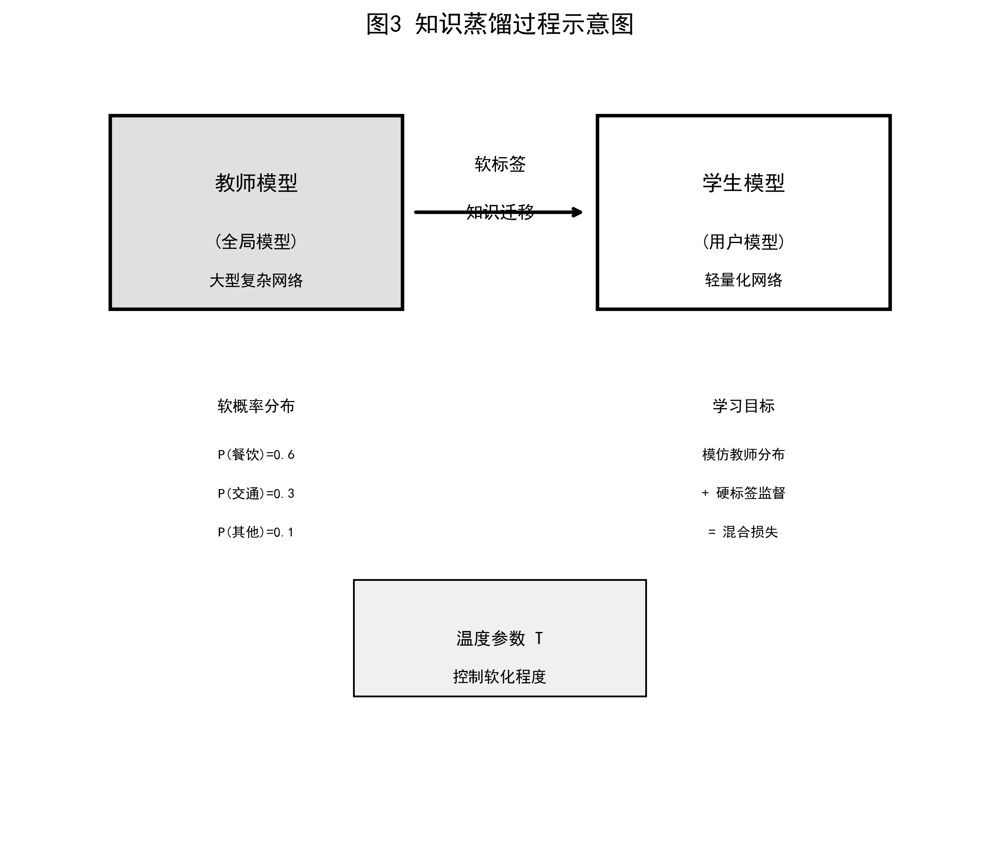 图3 知识蒸馏过程示意图
教师模型
(全局模型)
大型复杂网络
软标签
知识迁移
学生模型
(用户模型)
轻量化网络
软概率分布
P(餐饮)=0.6
P(交通)=0.3
P(其他)=0.1
学习目标
模仿教师分布
+ 硬标签监督
= 混合损失
温度参数 T
控制软化程度